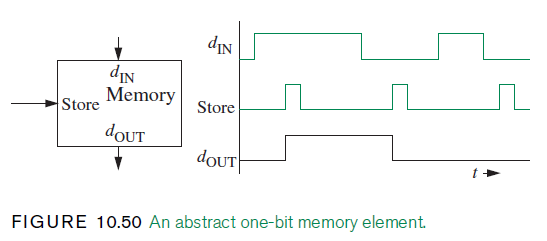 dIN
Memory
Store
dOUT
dIN
Store
dOUT
t
FIGURE 10.50 An abstract one-bit memory element.